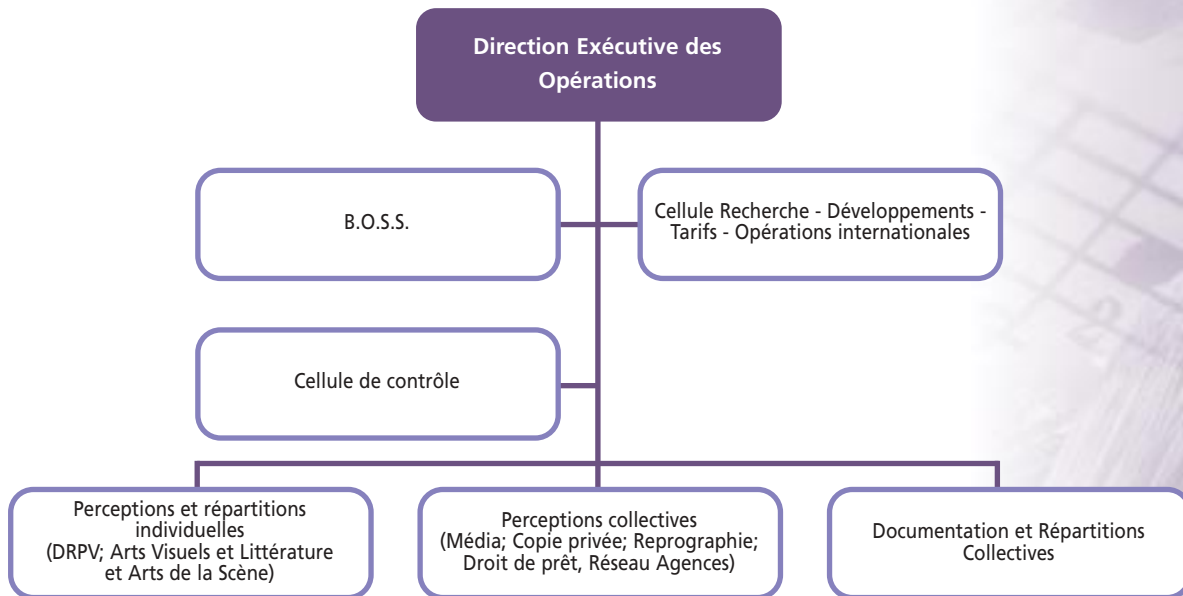 Direction Exécutive des
Opérations
B.O.S.S.
Cellule Recherche - Développements -
Tarifs - Opérations internationales
Cellule de contrôle
Perceptions et répartitions
individuelles
(DRPV; Arts Visuels et Littérature
et Arts de la Scène)
Perceptions collectives
(Média; Copie privée; Reprographie;
Droit de prêt, Réseau Agences)
Documentation et Répartitions
Collectives
2